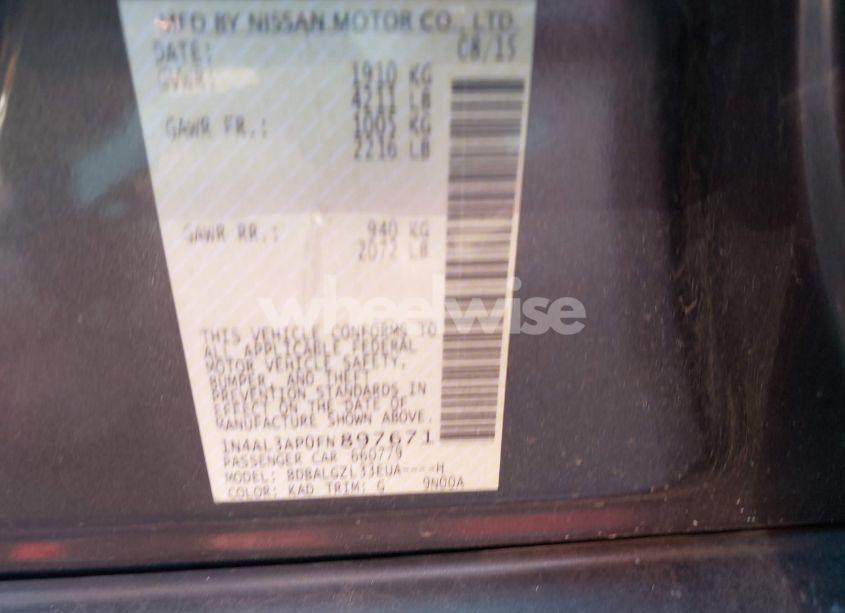 MFD BY NISSAN MOTOR CO., LTD.
DATE: 08/15
GVWR: 1910 KG
4211 LB
GAWR FR.: 1005 KG
2216 LB
GAWR RR.: 940 KG
2072 LB
wheelwise
THIS VEHICLE CONFORMS TO
ALL APPLICABLE FEDERAL
MOTOR VEHICLE SAFETY,
BUMPER, AND THEFT
PREVENTION STANDARDS IN
EFFECT ON THE DATE OF
MANUFACTURE SHOWN ABOVE.
1N4AL3AP0FN897671
PASSENGER CAR 660779
MODEL: BDBALGZL33EUA----H
COLOR: KAD TRIM: G 9N00A